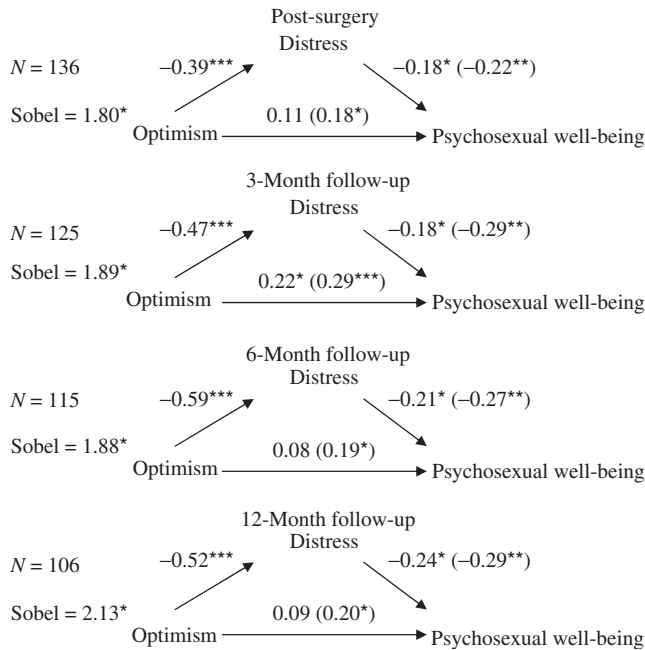 Post-surgery
Distress
N = 136
−0.39***
−0.18* (−0.22**)
Sobel = 1.80*
Optimism
0.11 (0.18*)
Psychosexual well-being
3-Month follow-up
Distress
N = 125
−0.47***
−0.18* (−0.29**)
Sobel = 1.89*
Optimism
0.22* (0.29***)
Psychosexual well-being
6-Month follow-up
Distress
N = 115
−0.59***
−0.21* (−0.27**)
Sobel = 1.88*
Optimism
0.08 (0.19*)
Psychosexual well-being
12-Month follow-up
Distress
N = 106
−0.52***
−0.24* (−0.29**)
Sobel = 2.13*
Optimism
0.09 (0.20*)
Psychosexual well-being